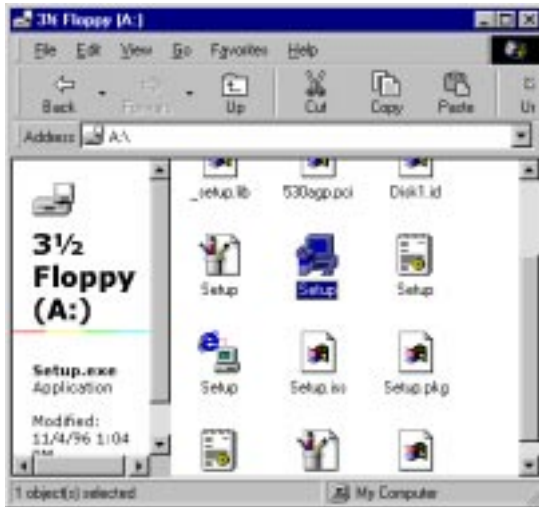 3½ Floppy (A:)
File Edit View Go Favorites Help
Back Forward Up Cut Copy Paste
Address A:\
_setup.lib 530agp.pci Disk1.id
3½
Floppy
(A:)
Setup Setup Setup
Setup.exe
Application
Setup Setup.iss Setup.pkg
Modified:
11/4/96 1:04
1 object(s) selected My Computer